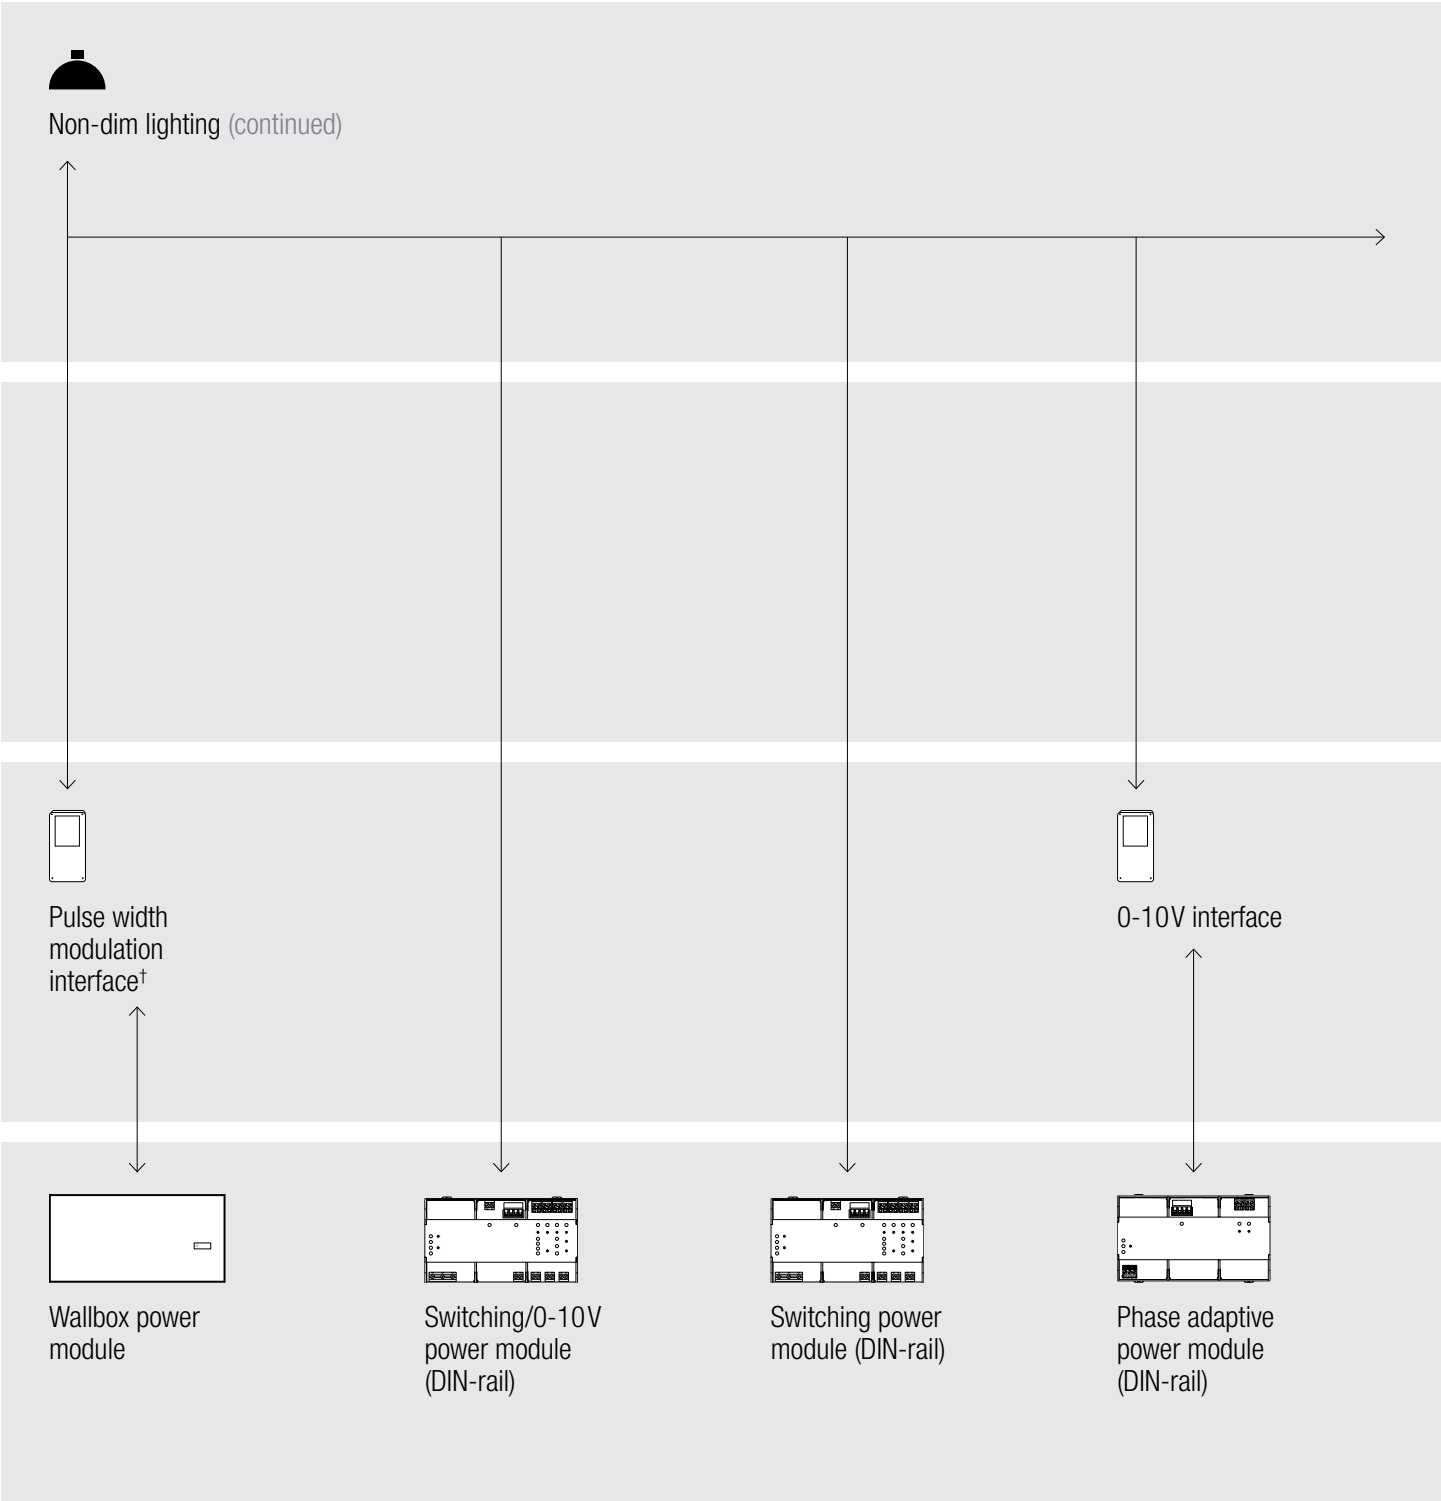 Non-dim lighting (continued)
Pulse width
modulation
interface†
0-10V interface
Wallbox power
module
Switching/0-10V
power module
(DIN-rail)
Switching power
module (DIN-rail)
Phase adaptive
power module
(DIN-rail)